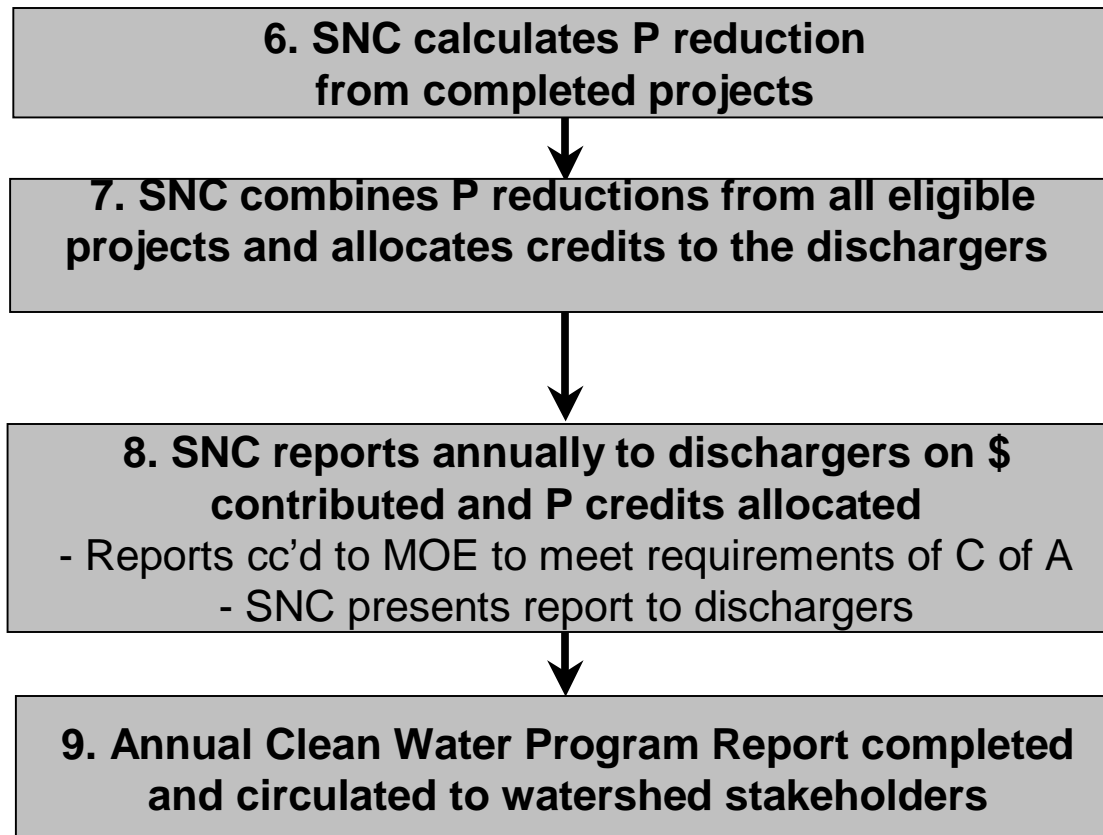 6. SNC calculates P reduction
from completed projects
7. SNC combines P reductions from all eligible
projects and allocates credits to the dischargers
8. SNC reports annually to dischargers on $
contributed and P credits allocated
- Reports cc’d to MOE to meet requirements of C of A
- SNC presents report to dischargers
9. Annual Clean Water Program Report completed
and circulated to watershed stakeholders